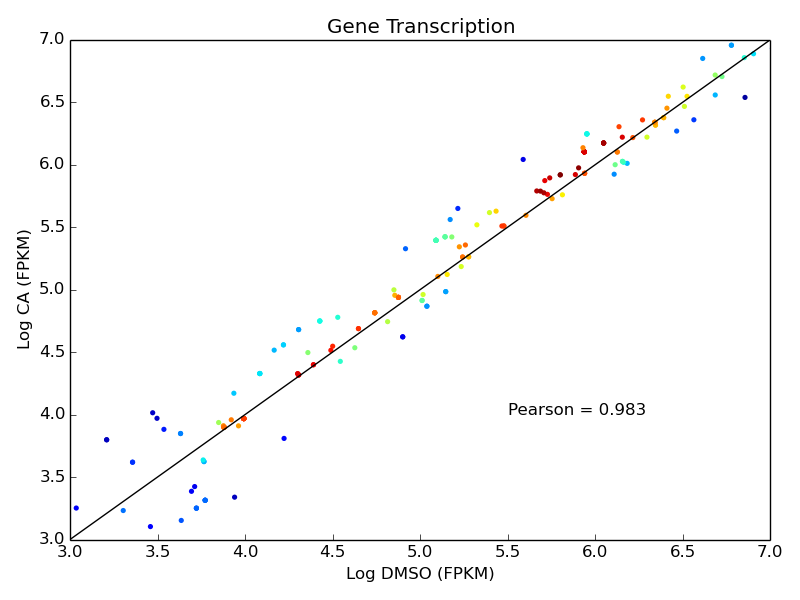 Gene Transcription
7.0
6.5
6.0
5.5
5.0
4.5
4.0
3.5
3.0
Log CA (FPKM)
Pearson = 0.983
3.0 3.5 4.0 4.5 5.0 5.5 6.0 6.5 7.0
Log DMSO (FPKM)